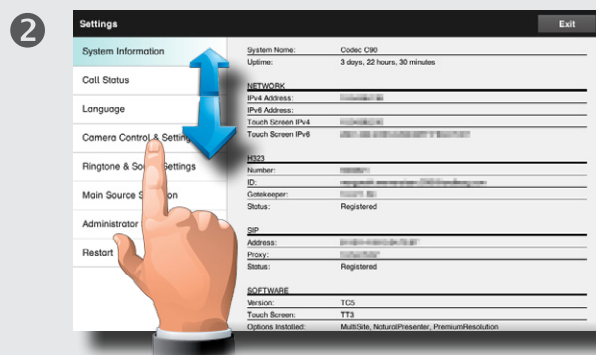 2
Settings
Exit
System Information
Call Status
Language
Camera Control & Settings
Ringtone & Sound Settings
Main Source
Administrator
Restart
System Name: Codec C90
Uptime: 3 days, 22 hours, 30 minutes
NETWORK
IPv4 Address:
IPv6 Address:
Touch Screen IPv4
Touch Screen IPv6
H323
Number:
ID:
Gatekeeper:
Status: Registered
SIP
Address:
Proxy:
Status: Registered
SOFTWARE
Version: TC5
Touch Screen: TT3
Options Installed: MultiSite, NaturalPresenter, PremiumResolution